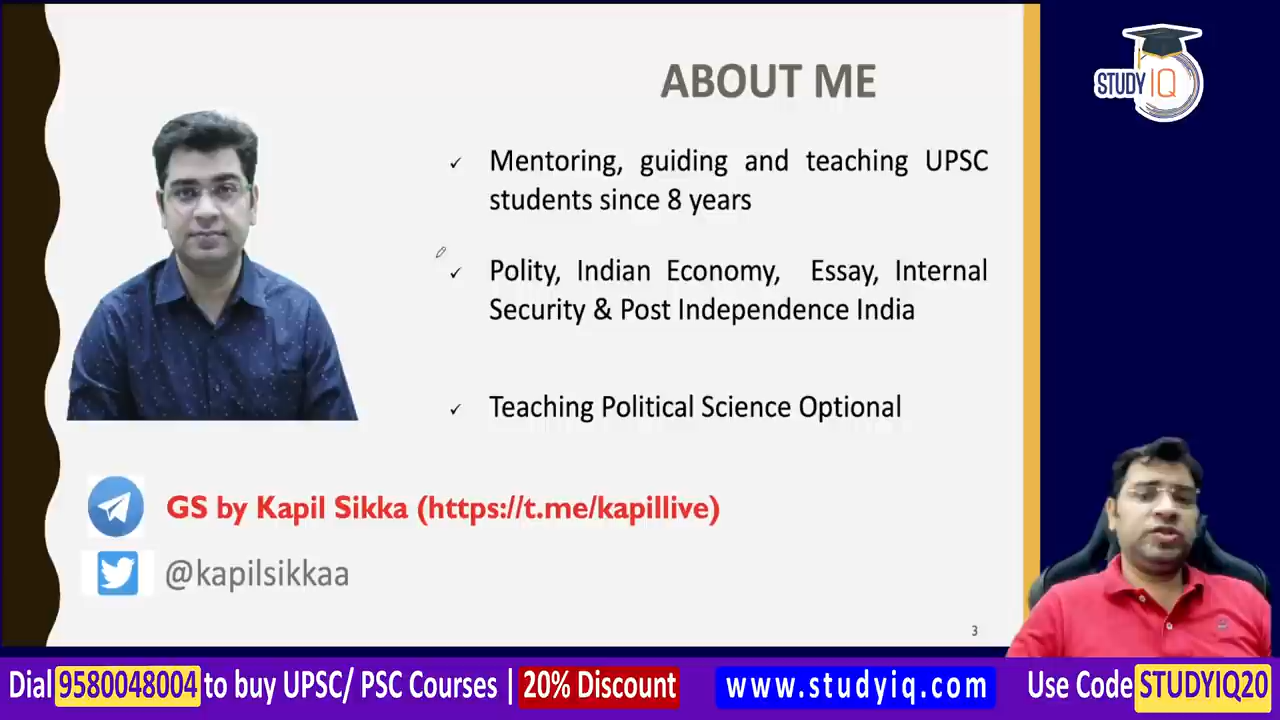 ABOUT ME
STUDY IQ
✓ Mentoring, guiding and teaching UPSC
students since 8 years
✓ Polity, Indian Economy, Essay, Internal
Security & Post Independence India
✓ Teaching Political Science Optional
GS by Kapil Sikka (https://t.me/kapillive)
@kapilsikkaa
3
Dial 9580048004 to buy UPSC/ PSC Courses | 20% Discount www.studyiq.com Use Code STUDYIQ20